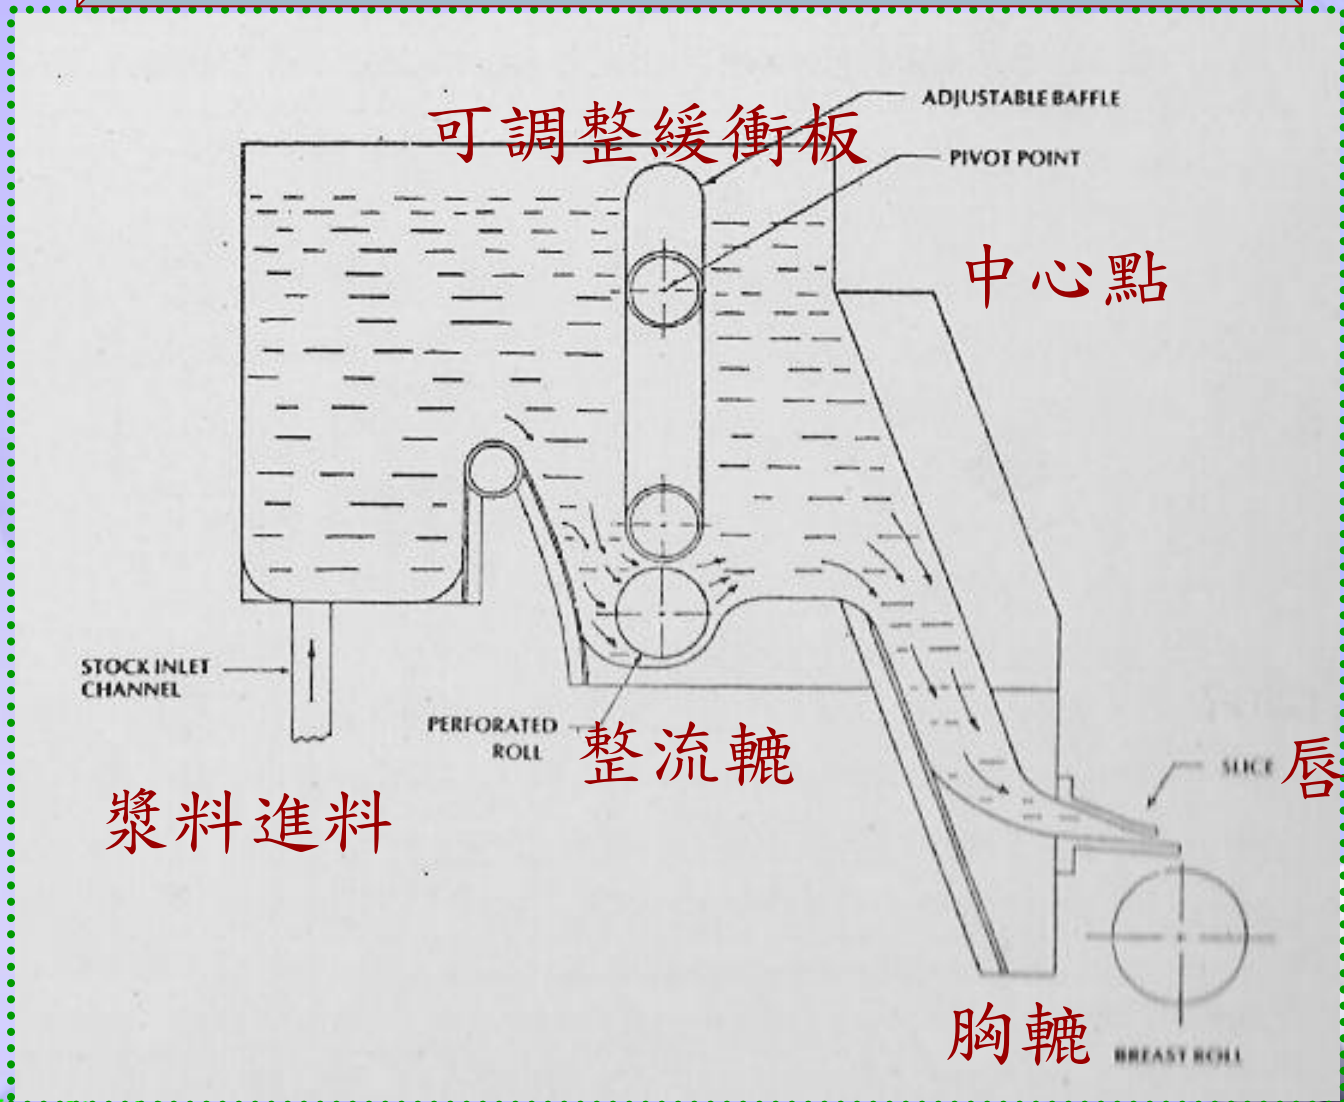 ADJUSTABLE BAFFLE
可調整緩衝板
PIVOT POINT
中心點
STOCK INLET
CHANNEL
PERFORATED
ROLL
整流轆
SLICE
唇
漿料進料
胸轆
BREAST ROLL